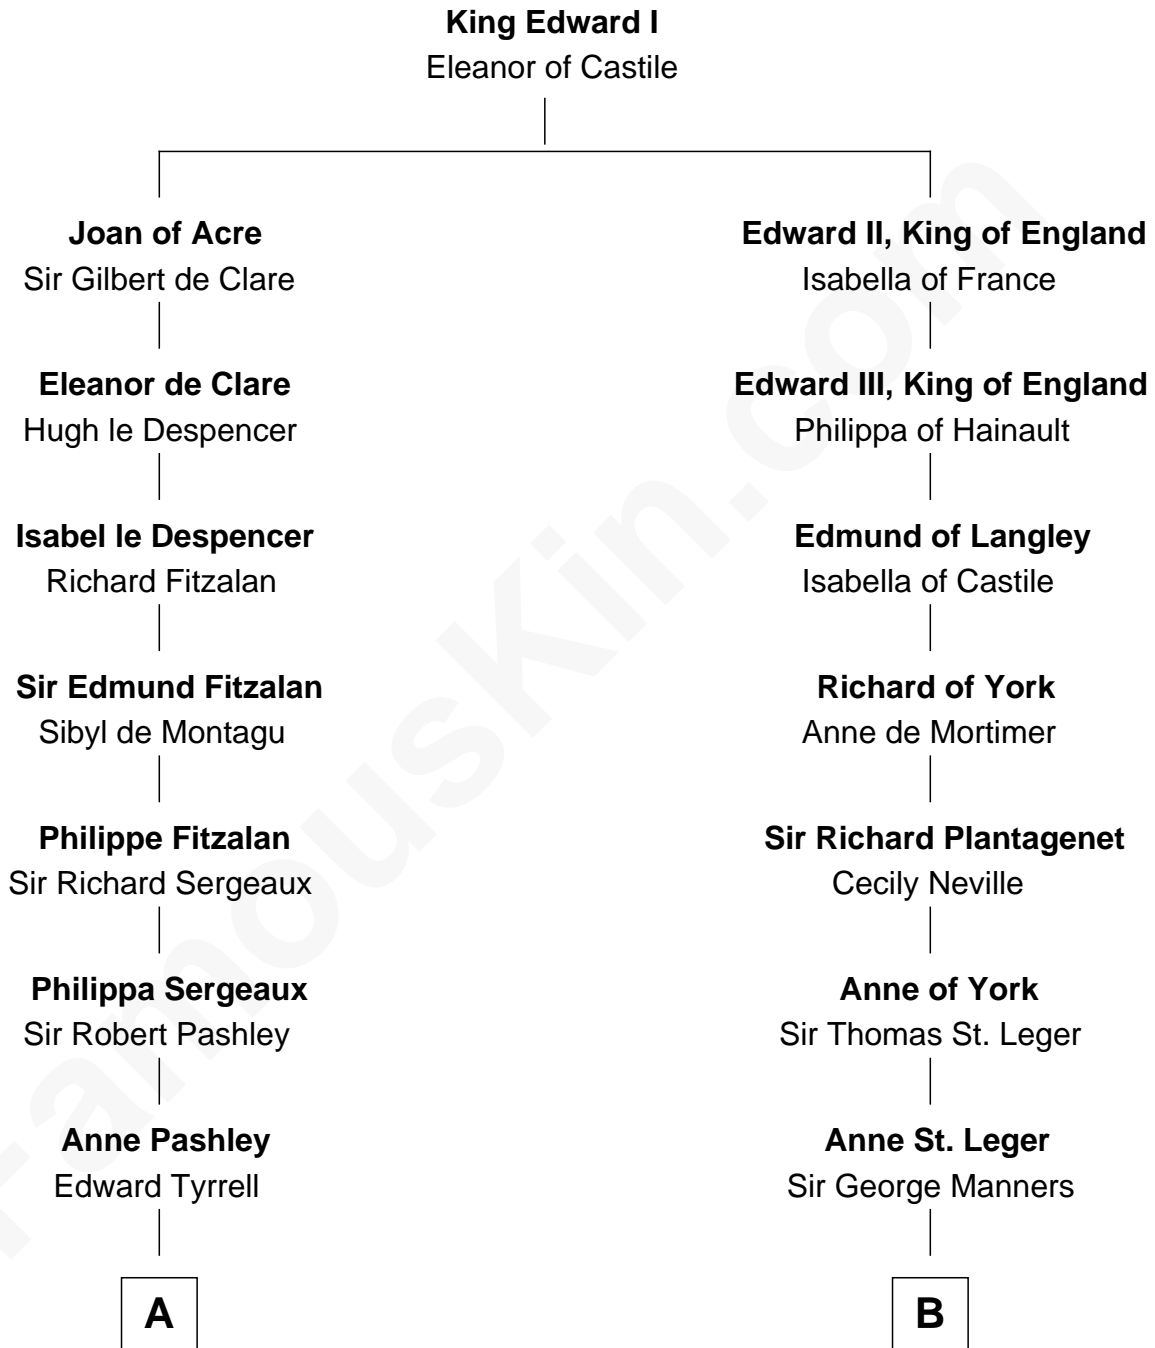 King Edward I
Eleanor of Castile
Joan of Acre
Sir Gilbert de Clare
Edward II, King of England
Isabella of France
Eleanor de Clare
Hugh le Despencer
Edward III, King of England
Philippa of Hainault
Isabel le Despencer
Richard Fitzalan
Edmund of Langley
Isabella of Castile
Sir Edmund Fitzalan
Sibyl de Montagu
Richard of York
Anne de Mortimer
Philippe Fitzalan
Sir Richard Sergeaux
Sir Richard Plantagenet
Cecily Neville
Philippa Sergeaux
Sir Robert Pashley
Anne of York
Sir Thomas St. Leger
Anne Pashley
Edward Tyrrell
Anne St. Leger
Sir George Manners
A
B
FamousKin.com